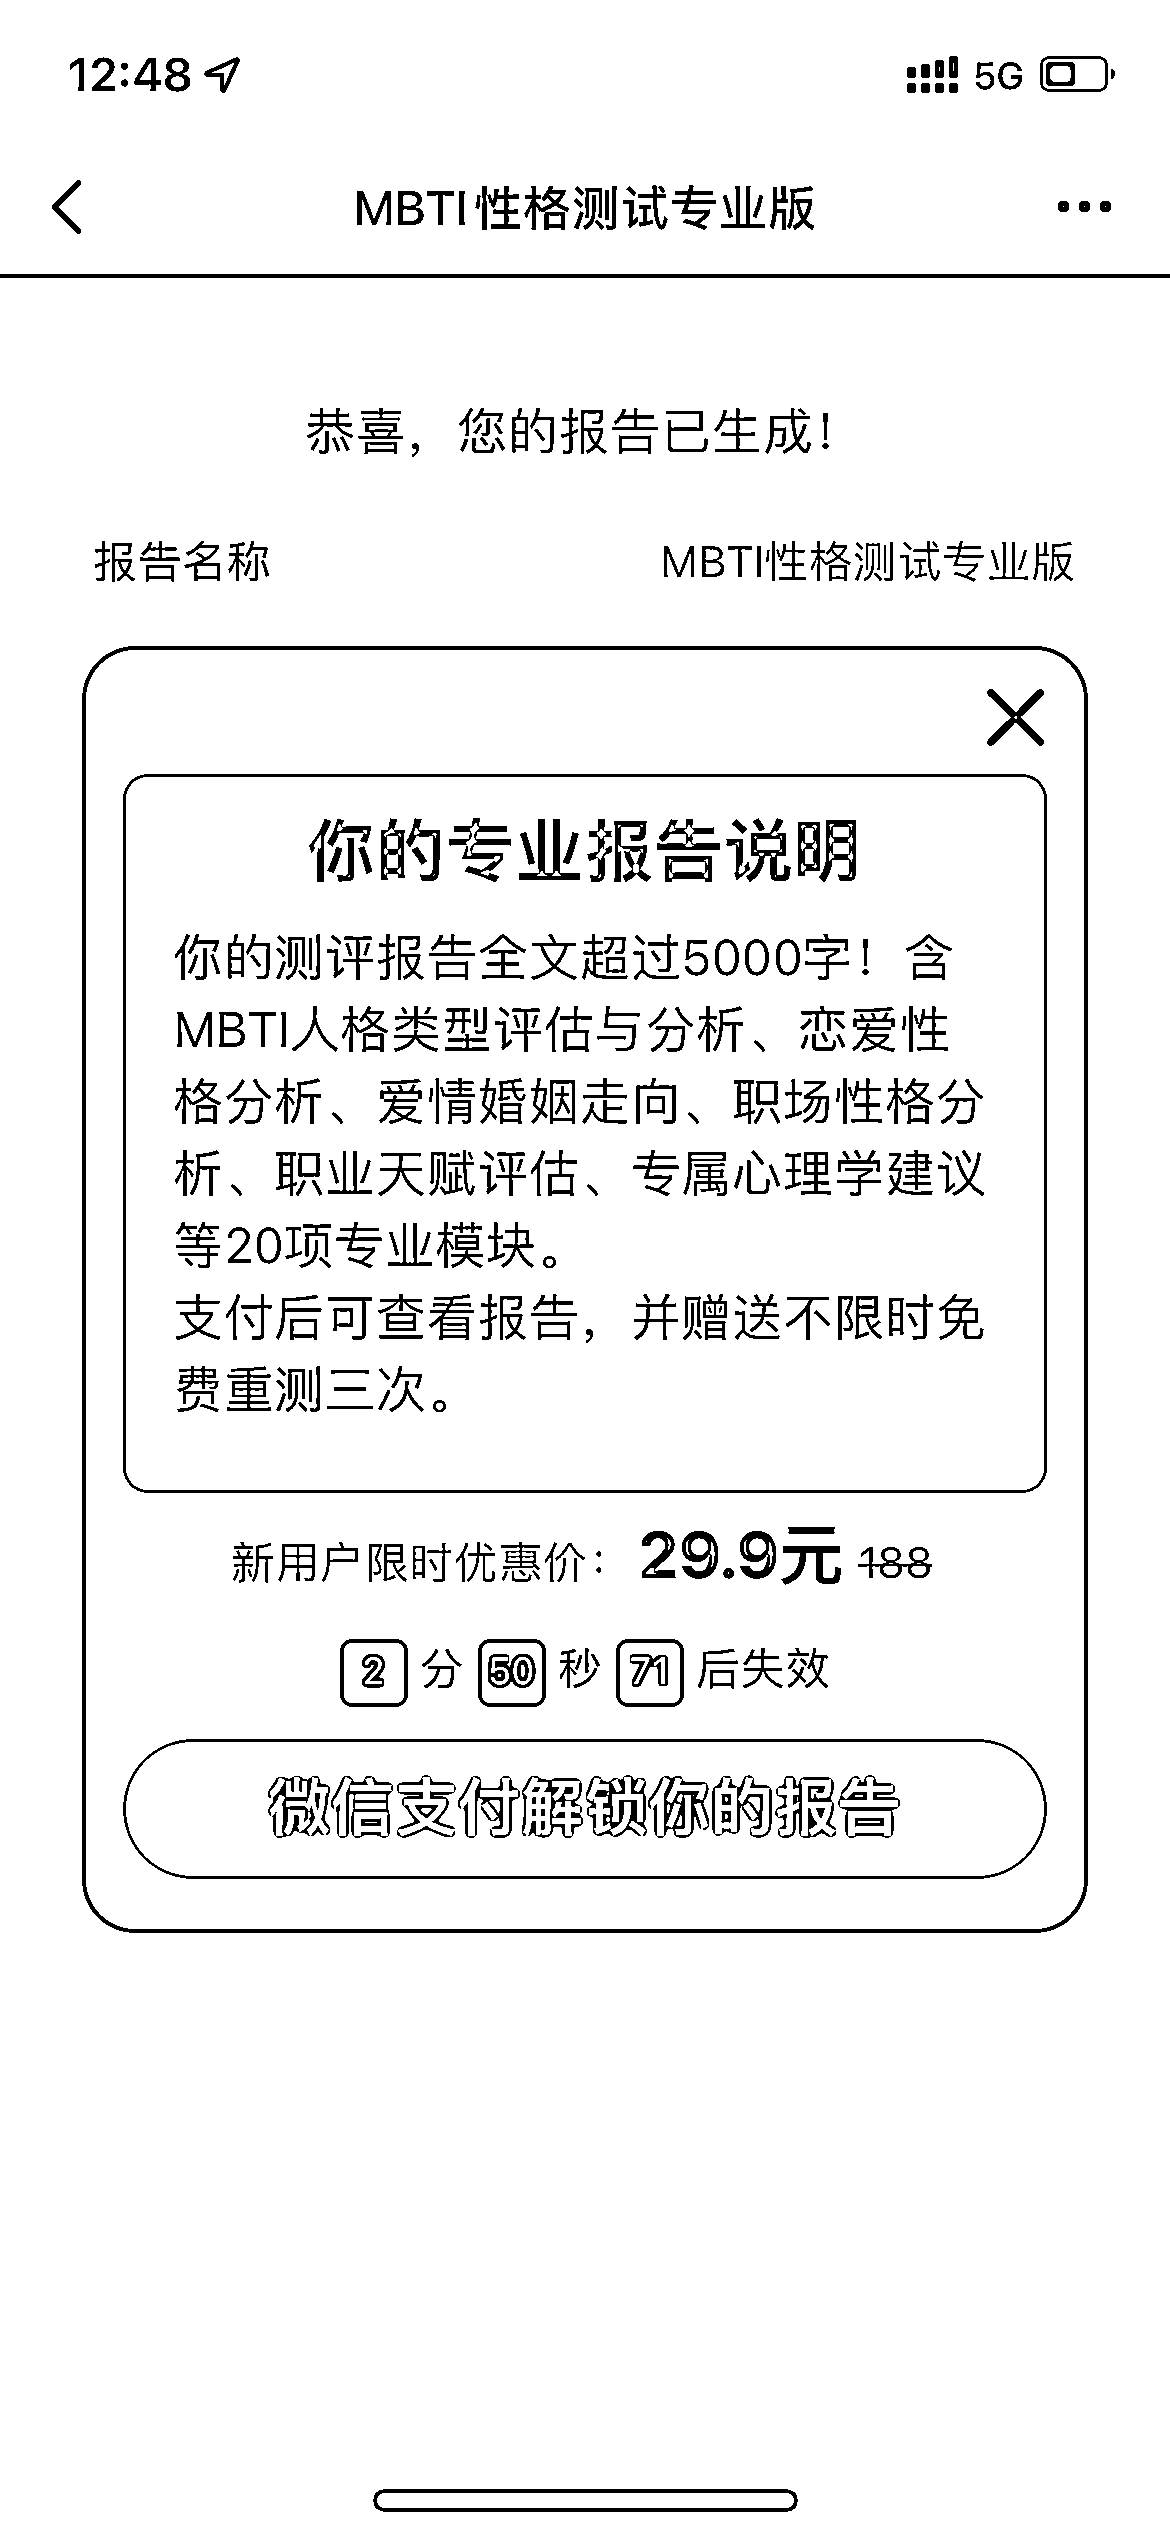 12:48 5G
MBTI性格测试专业版
恭喜，您的报告已生成！
报告名称 MBTI性格测试专业版
你的专业报告说明
你的测评报告全文超过5000字！含
MBTI人格类型评估与分析、恋爱性
格分析、爱情婚姻走向、职场性格分
析、职业天赋评估、专属心理学建议
等20项专业模块。
支付后可查看报告，并赠送不限时免
费重测三次。
新用户限时优惠价：29.9元 188
2 分 50 秒 71 后失效
微信支付解锁你的报告